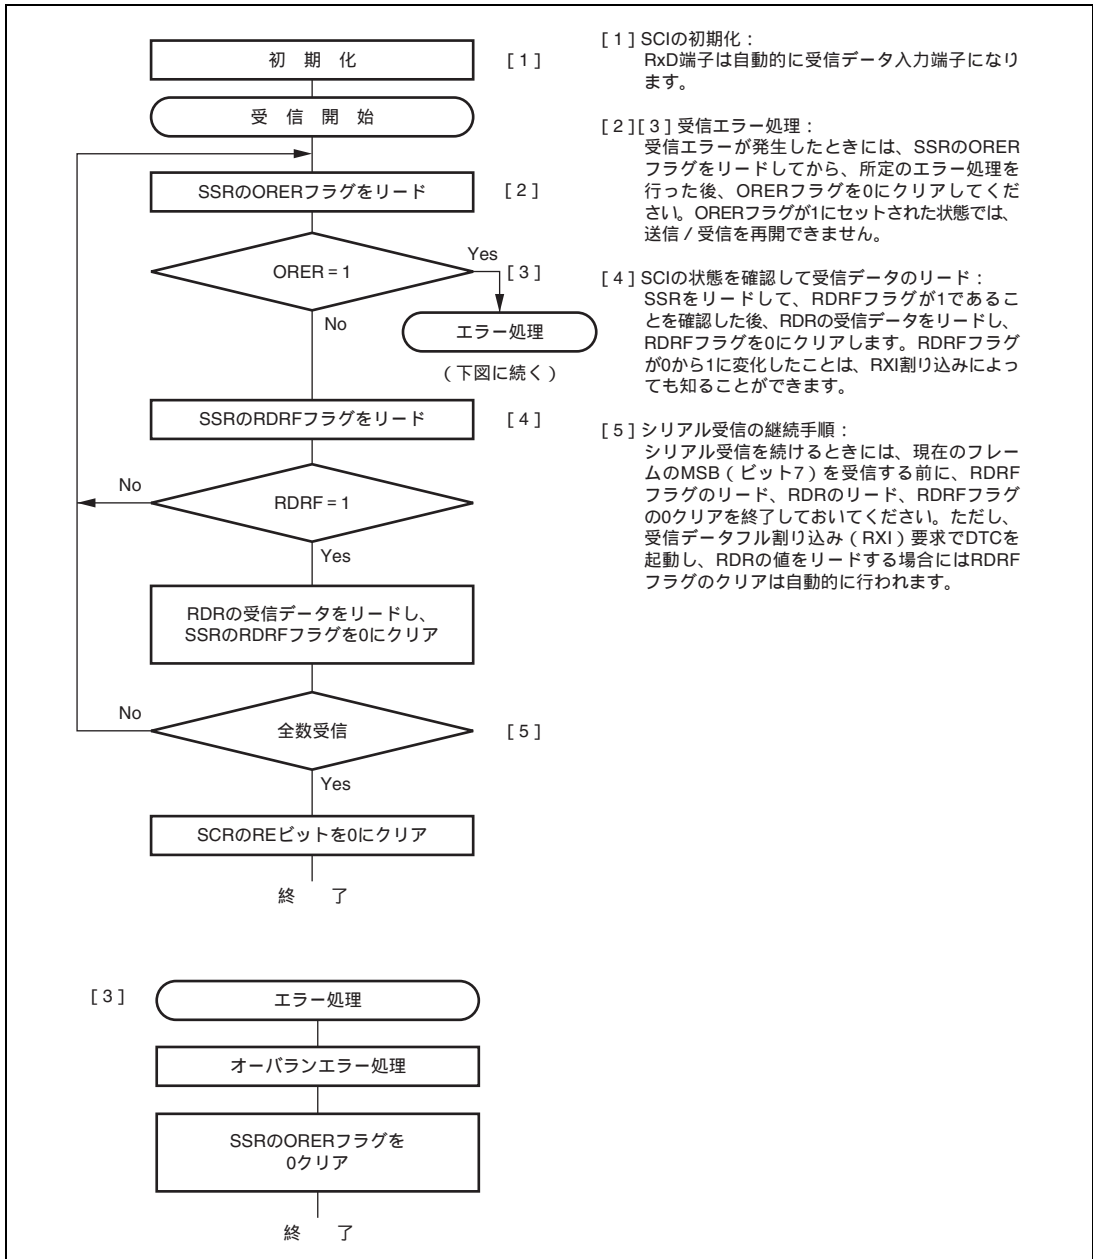 初 期 化 [1]
受 信 開 始
SSRのORERフラグをリード [2]
ORER = 1
Yes
[3]
No
エラー処理
(下図に続く)
SSRのRDRFフラグをリード [4]
No
RDRF = 1
Yes
RDRの受信データをリードし、
SSRのRDRFフラグを0にクリア
No
全数受信 [5]
Yes
SCRのREビットを0にクリア
終 了
[1] SCIの初期化:
RxD端子は自動的に受信データ入力端子になり
ます。
[2][3] 受信エラー処理:
受信エラーが発生したときには、SSRのORER
フラグをリードしてから、所定のエラー処理を
行った後、ORERフラグを0にクリアしてくだ
さい。ORERフラグが1にセットされた状態では、
送信/受信を再開できません。
[4] SCIの状態を確認して受信データのリード:
SSRをリードして、RDRFフラグが1であるこ
とを確認した後、RDRの受信データをリードし、
RDRFフラグを0にクリアします。RDRFフラグ
が0から1に変化したことは、RXI割り込みによっ
ても知ることができます。
[5] シリアル受信の継続手順:
シリアル受信を続けるときには、現在のフレー
ムのMSB(ビット7)を受信する前に、RDRF
フラグのリード、RDRのリード、RDRFフラグ
の0クリアを終了しておいてください。ただし、
受信データフル割り込み(RXI)要求でDTCを
起動し、RDRの値をリードする場合にはRDRF
フラグのクリアは自動的に行われます。
[3] エラー処理
オーバランエラー処理
SSRのORERフラグを
0クリア
終 了